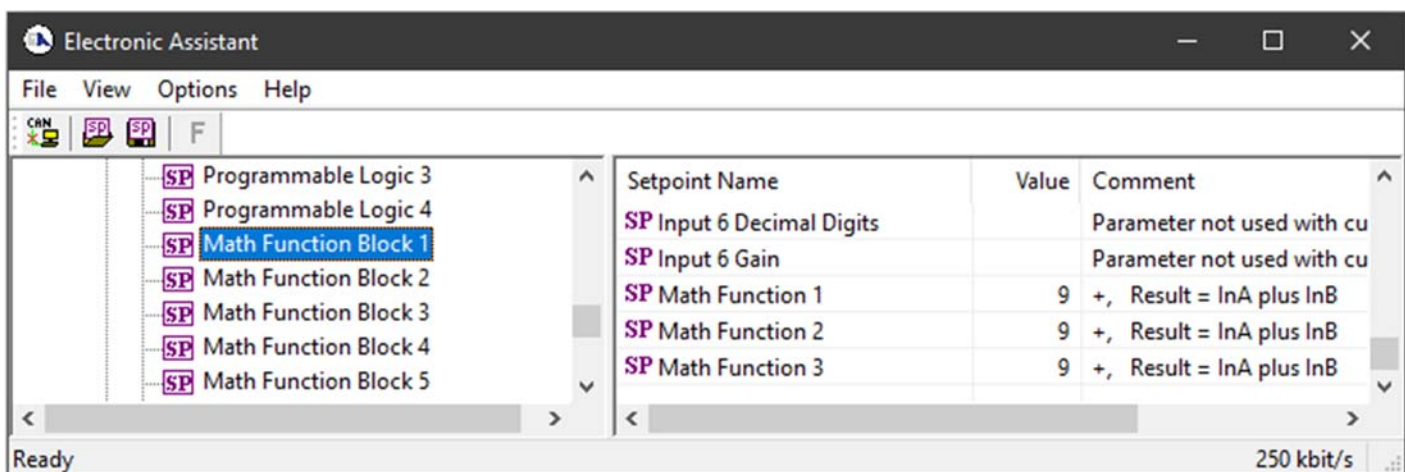 Electronic Assistant
File View Options Help
CAN SP SP F
SP Programmable Logic 3
SP Programmable Logic 4
SP Math Function Block 1
SP Math Function Block 2
SP Math Function Block 3
SP Math Function Block 4
SP Math Function Block 5
Setpoint Name Value Comment
SP Input 6 Decimal Digits Parameter not used with cu
SP Input 6 Gain Parameter not used with cu
SP Math Function 1 9 +, Result = InA plus InB
SP Math Function 2 9 +, Result = InA plus InB
SP Math Function 3 9 +, Result = InA plus InB
Ready 250 kbit/s